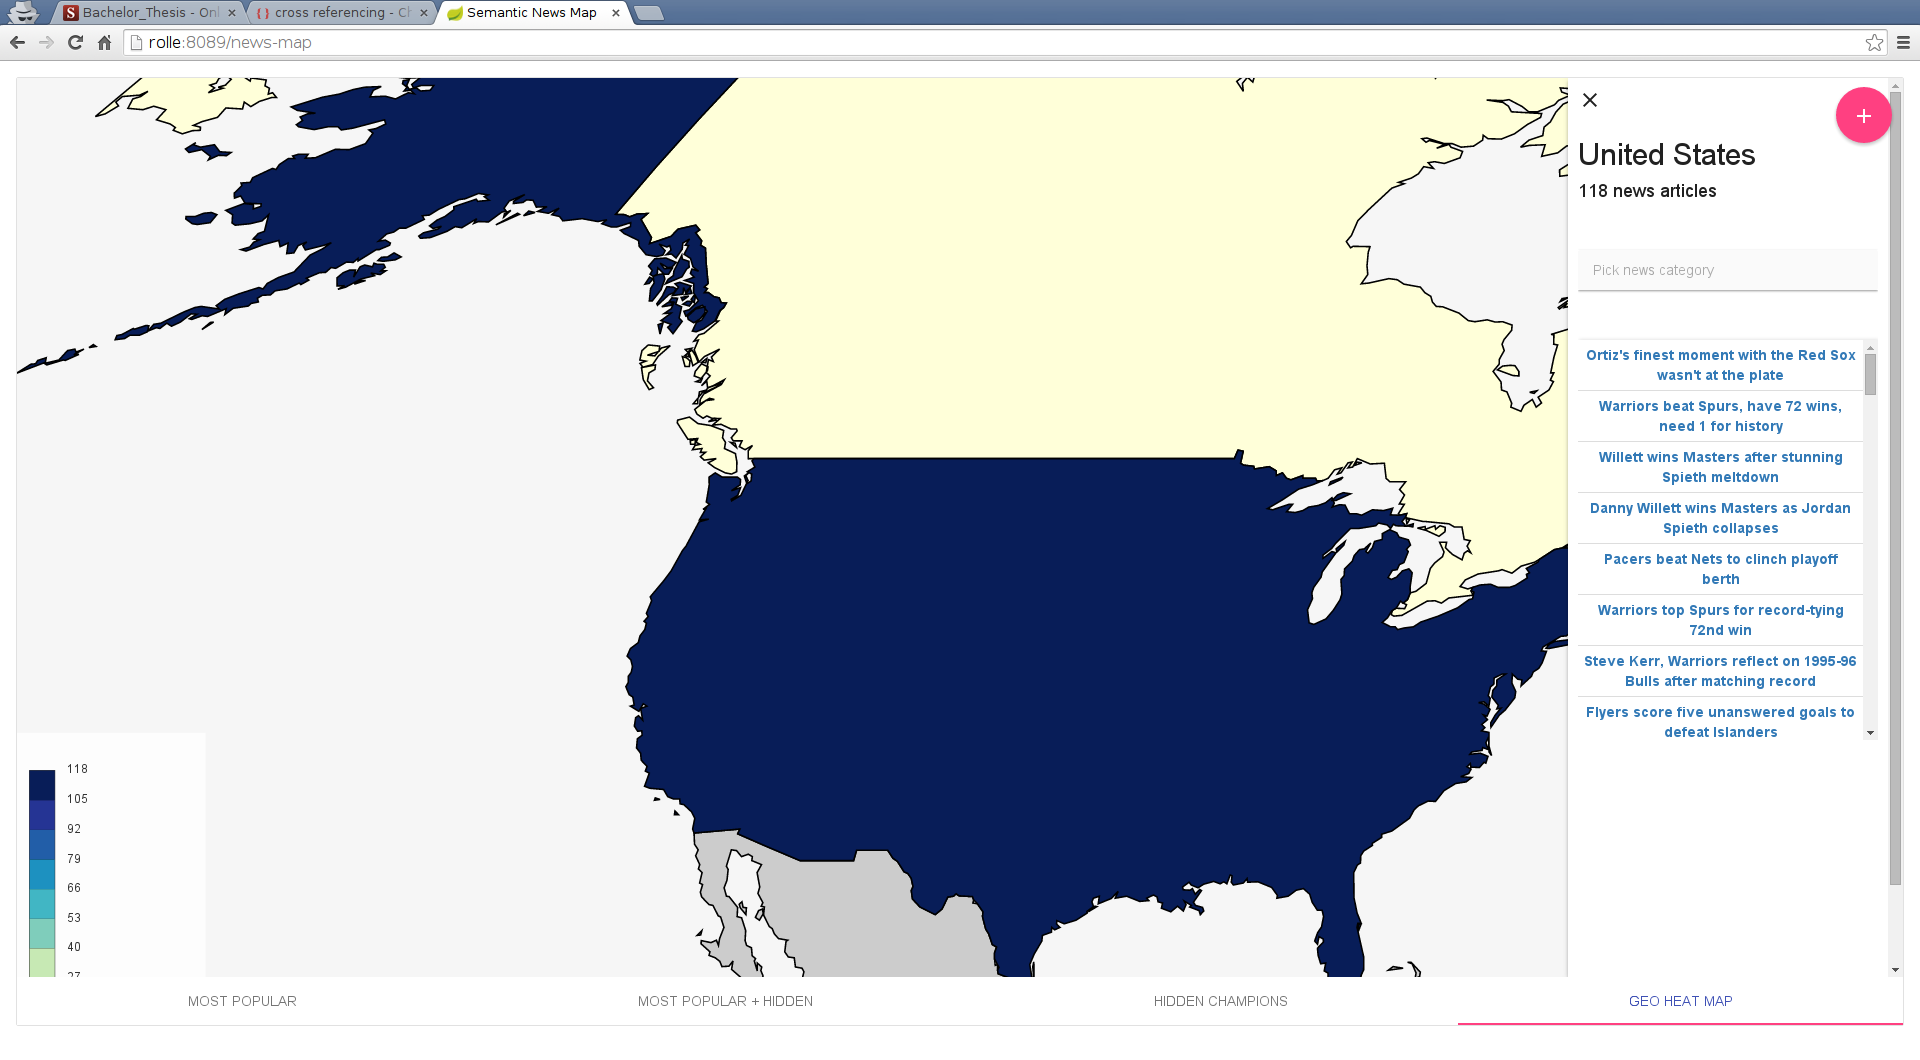 Bachelor_Thesis - Onl
cross referencing - Ch
Semantic News Map
rolle:8089/news-map
United States
118 news articles
Pick news category
Ortiz's finest moment with the Red Sox
wasn't at the plate
Warriors beat Spurs, have 72 wins,
need 1 for history
Willett wins Masters after stunning
Spieth meltdown
Danny Willett wins Masters as Jordan
Spieth collapses
Pacers beat Nets to clinch playoff
berth
Warriors top Spurs for record-tying
72nd win
Steve Kerr, Warriors reflect on 1995-96
Bulls after matching record
Flyers score five unanswered goals to
defeat Islanders
118
105
92
79
66
53
40
27
MOST POPULAR
MOST POPULAR + HIDDEN
HIDDEN CHAMPIONS
GEO HEAT MAP